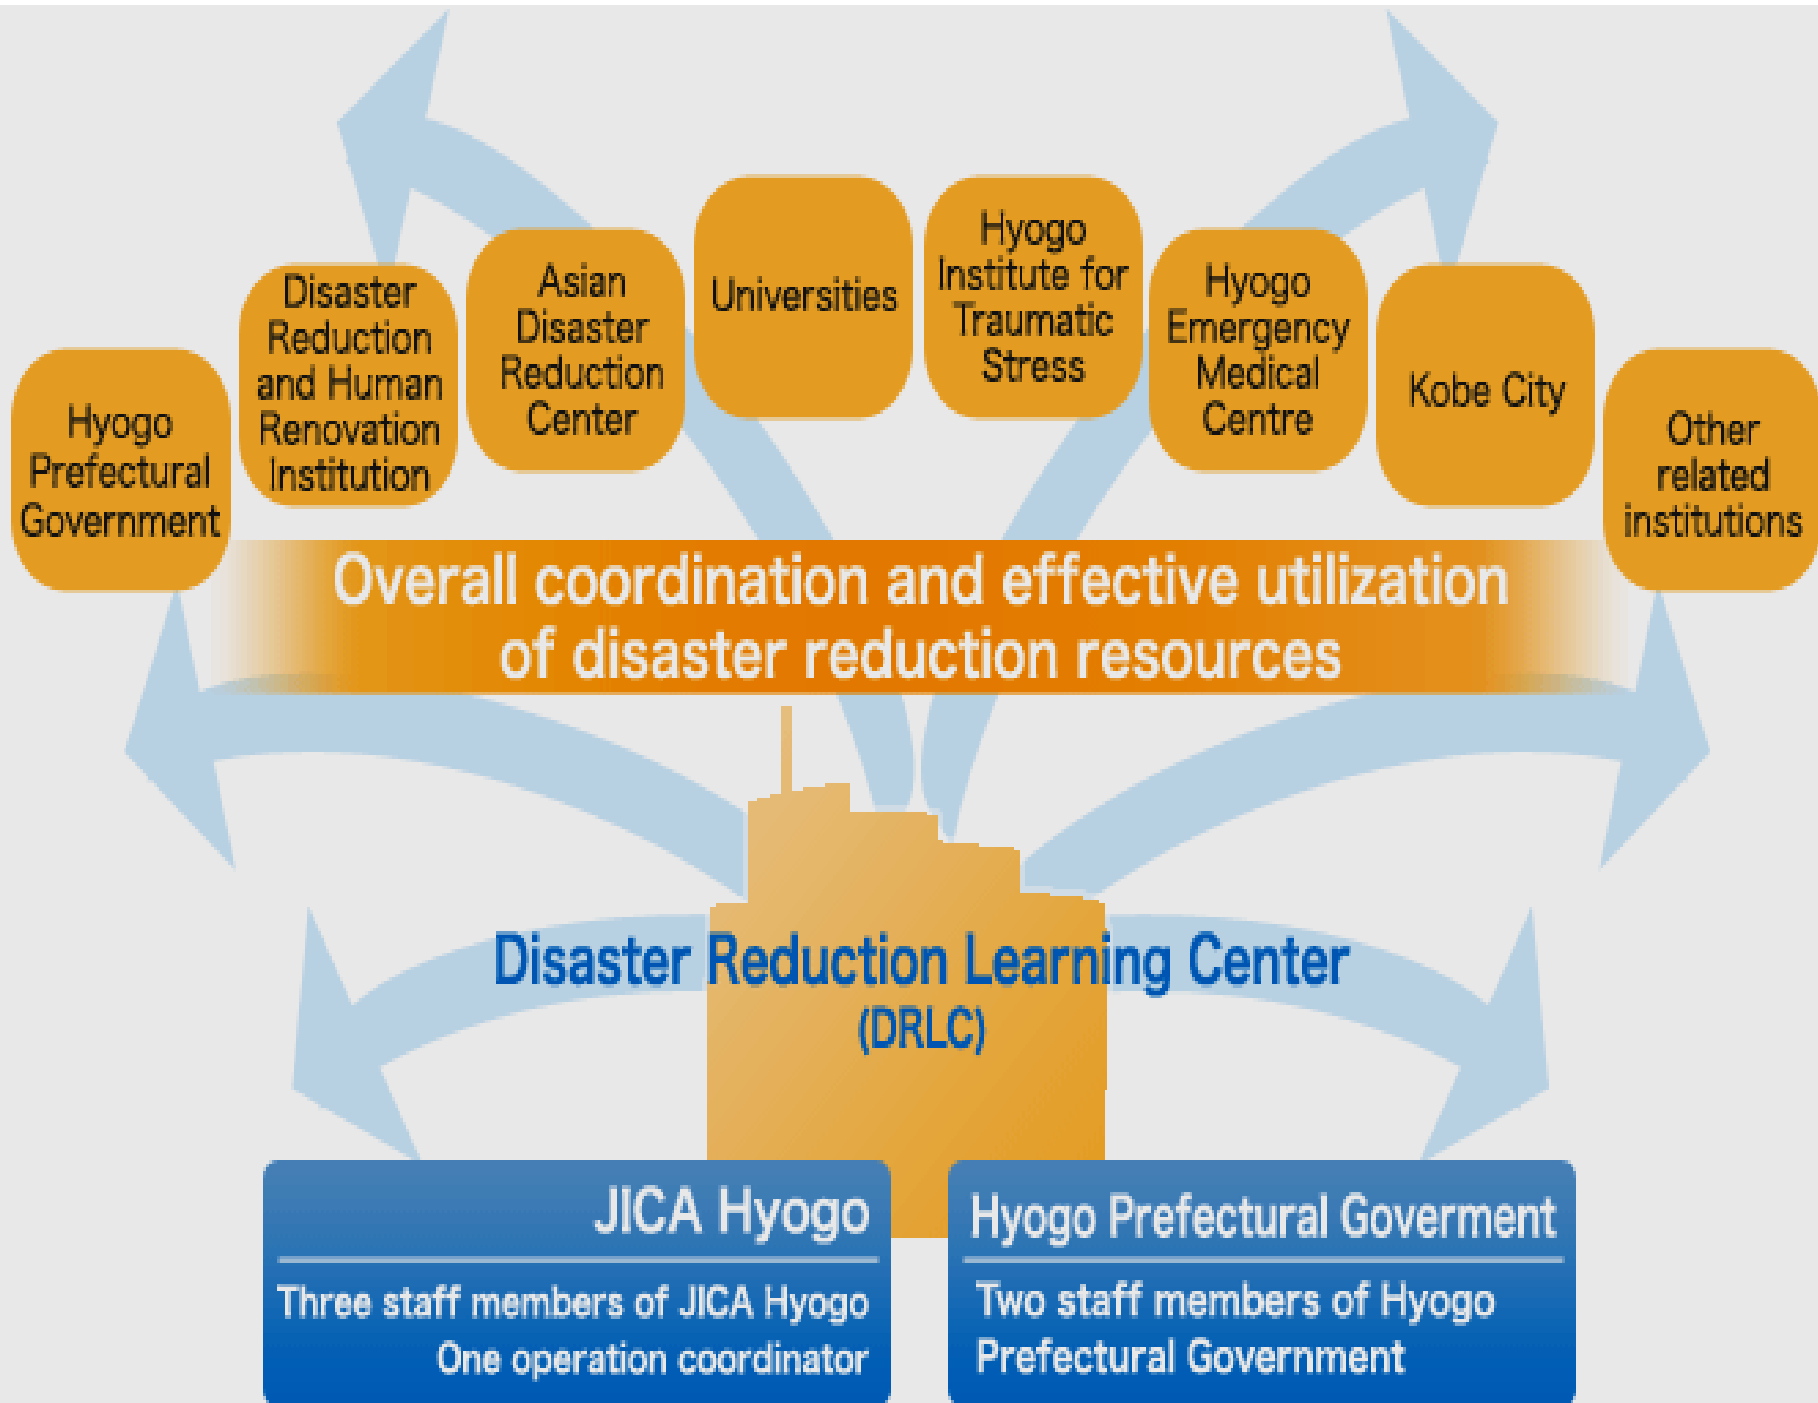 Hyogo
Prefectural
Government
Disaster
Reduction
and Human
Renovation
Institution
Asian
Disaster
Reduction
Center
Universities
Hyogo
Institute for
Traumatic
Stress
Hyogo
Emergency
Medical
Centre
Kobe City
Other
related
institutions
Overall coordination and effective utilization
of disaster reduction resources
Disaster Reduction Learning Center
(DRLC)
JICA Hyogo
Three staff members of JICA Hyogo
One operation coordinator
Hyogo Prefectural Goverment
Two staff members of Hyogo
Prefectural Government